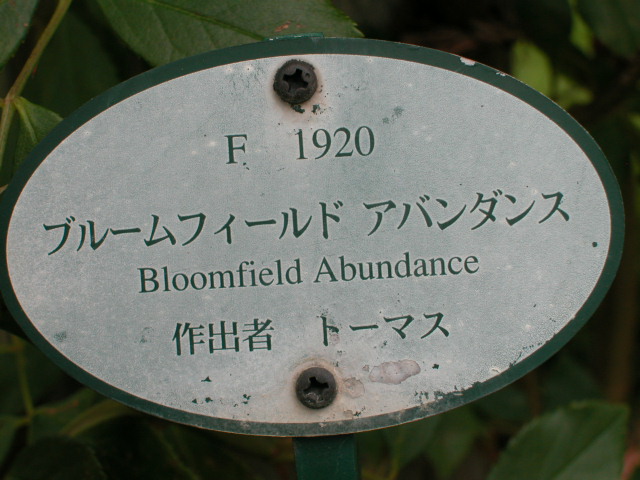 F 1920
ブルームフィールド アバンダンス
Bloomfield Abundance
作出者 トーマス